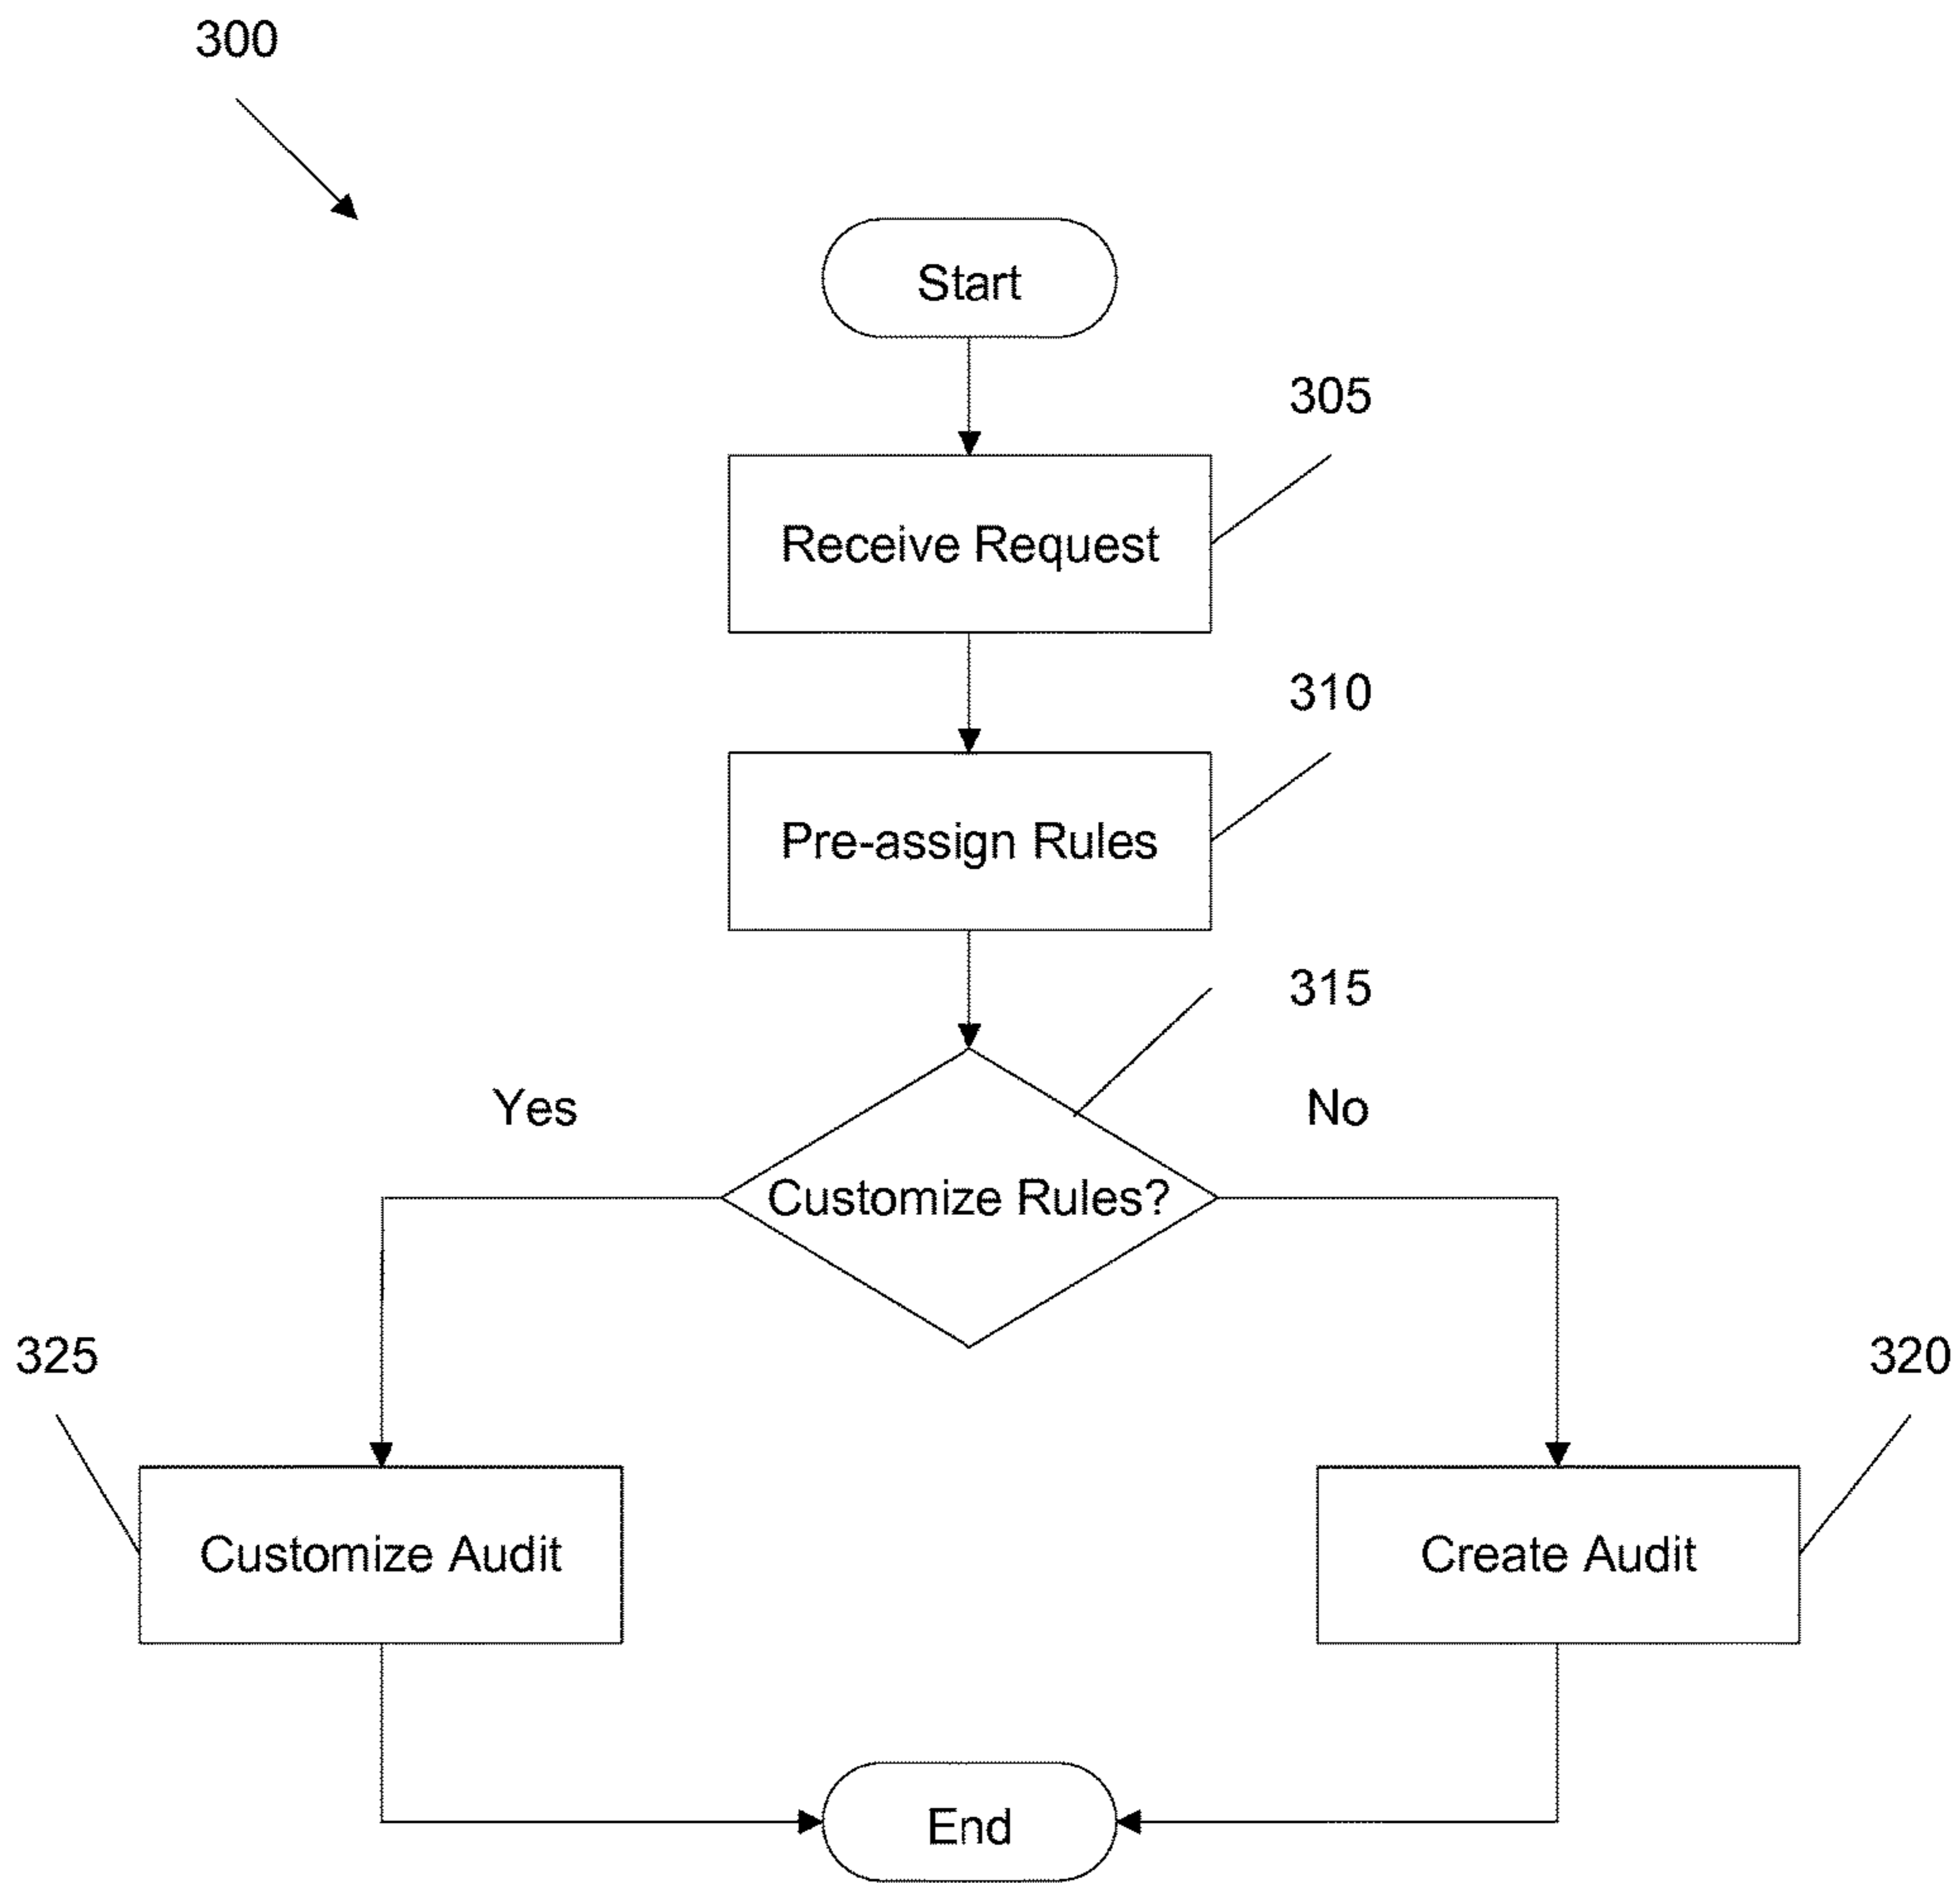 300
Start
305
Receive Request
310
Pre-assign Rules
315
Yes
No
Customize Rules?
325
320
Customize Audit
Create Audit
End